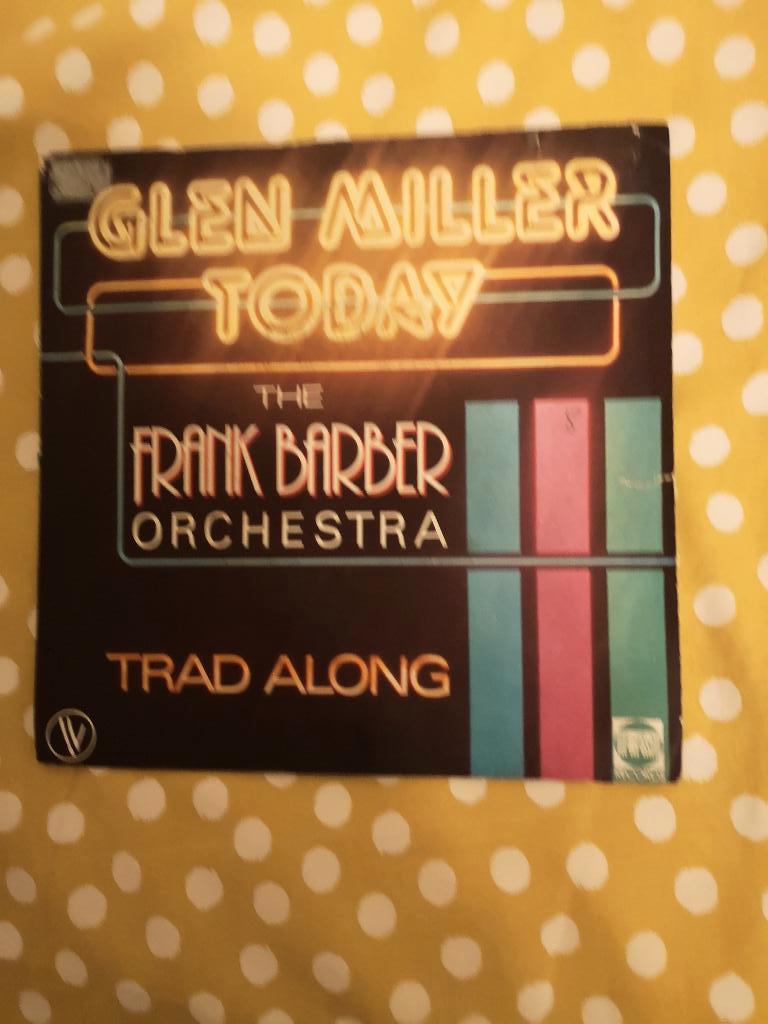 GLEN MILLER
TODAY
THE
FRANK BARBER
ORCHESTRA
TRAD ALONG